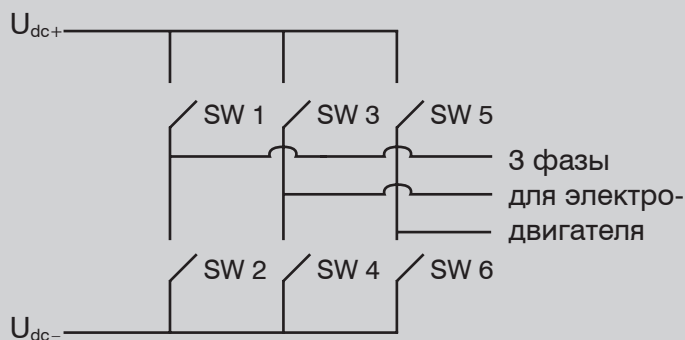 Udc+
SW 1 SW 3 SW 5
3 фазы
для электро-
двигателя
SW 2 SW 4 SW 6
Udc−